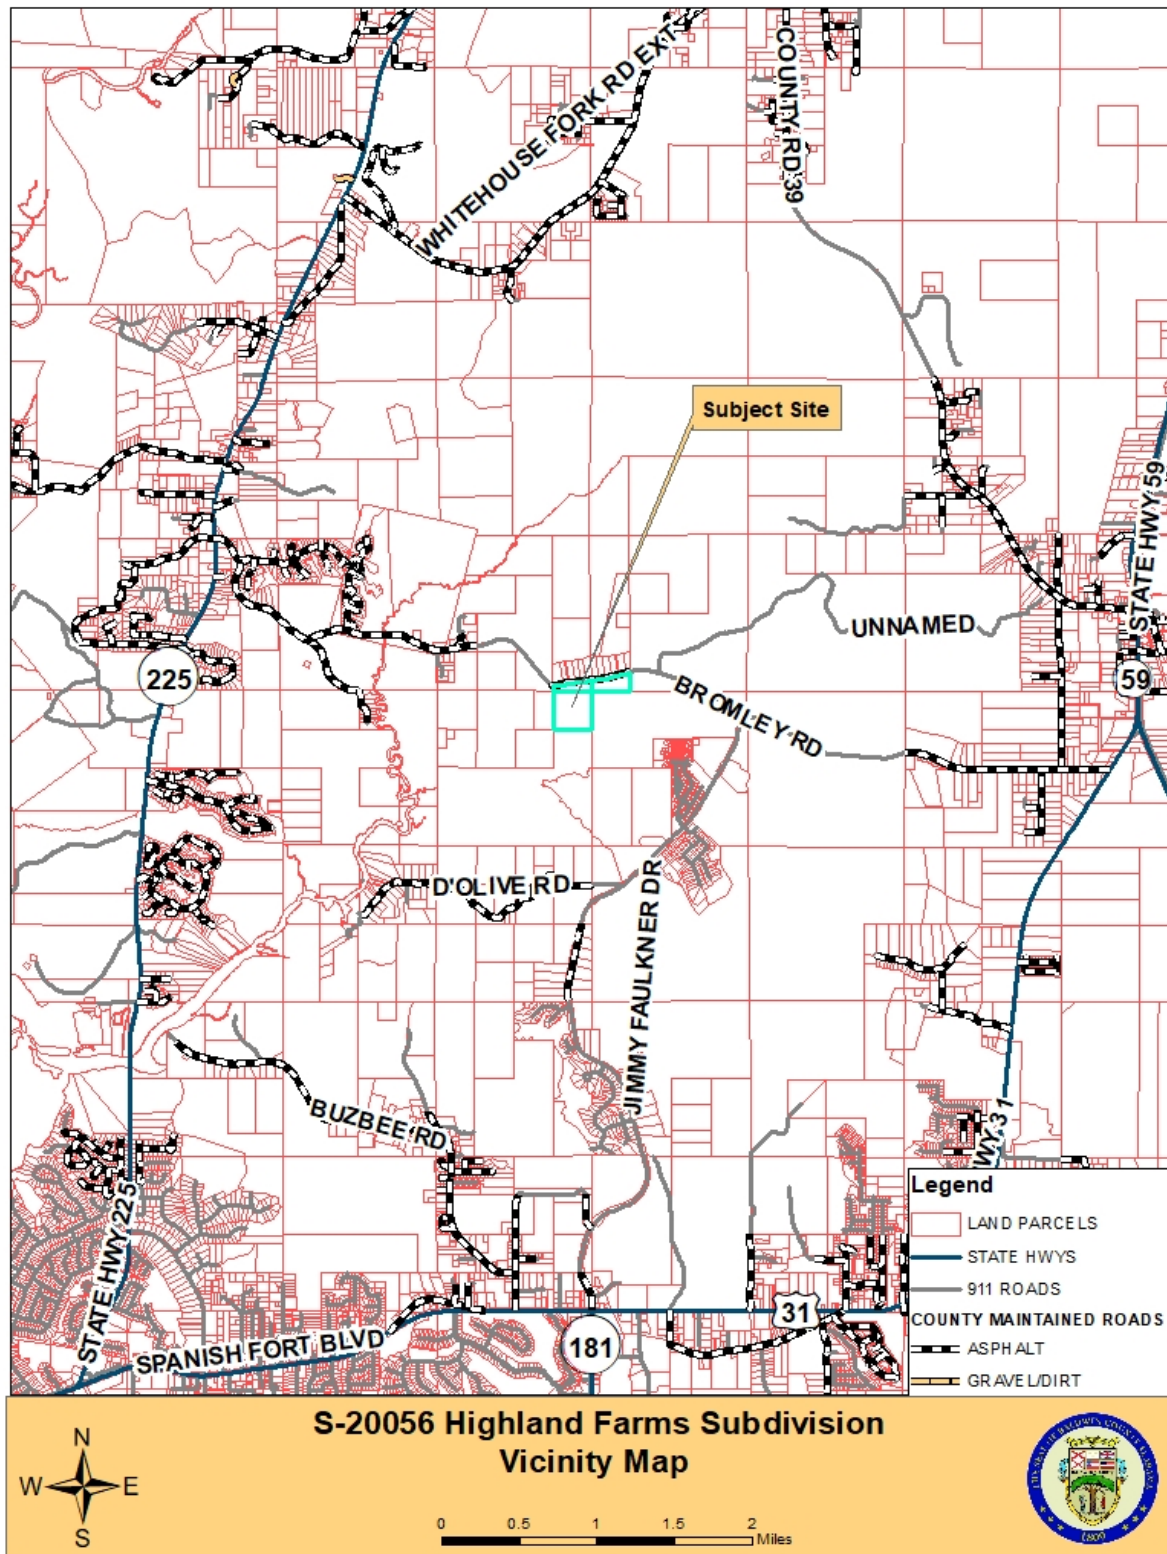 WHITEHOUSE FORK RD EXT
COUNTY RD 39
Subject Site
STATE HWY 59
UNNAMED
225
59
BROMLEY RD
D'OLIVE RD
JIMMY FAULKNER DR
BUZBEE RD
WY 31
STATE HWY 225
31
SPANISH FORT BLVD
181
Legend
LAND PARCELS
STATE HWYS
911 ROADS
COUNTY MAINTAINED ROADS
ASPHALT
GRAVEL/DIRT
S-20056 Highland Farms Subdivision
Vicinity Map
N
W E
S
0 0.5 1 1.5 2
Miles